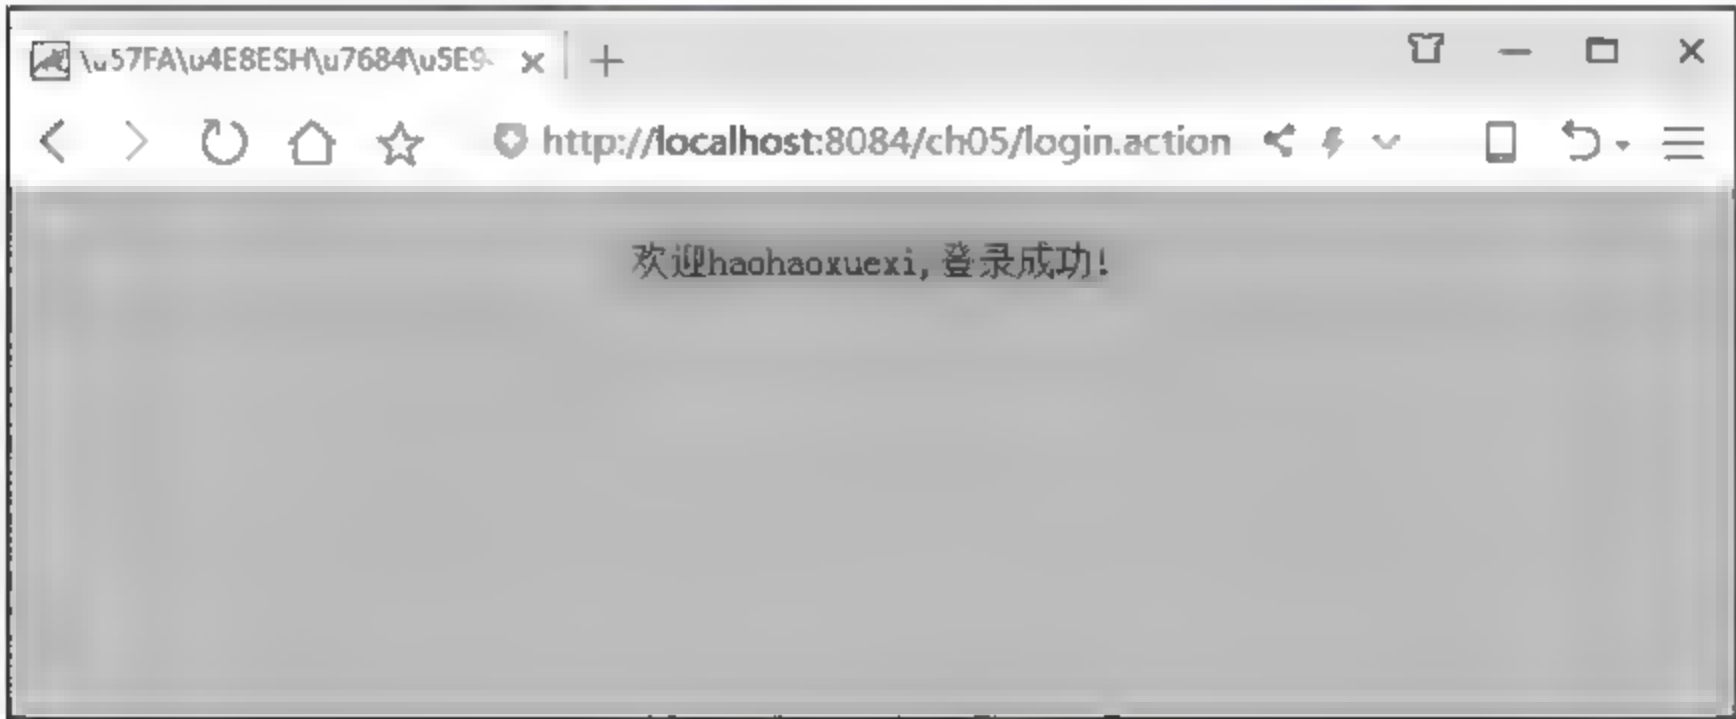 \u57FA\u4E8ESH\u7684\u5E9
http://localhost:8084/ch05/login.action
欢迎haohaoxuexi,登录成功!